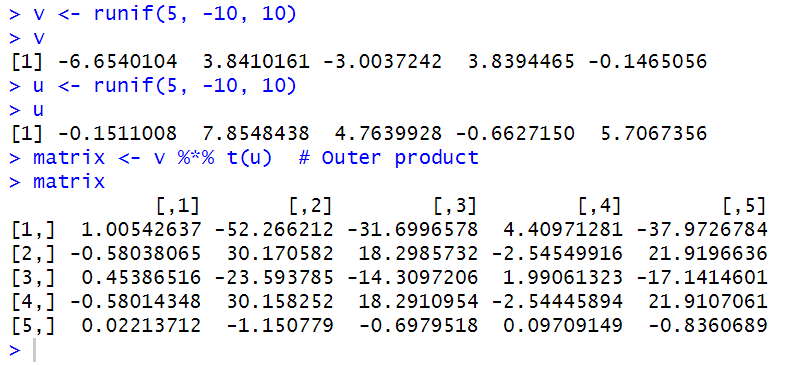 > v <- runif(5, -10, 10)
> v
[1] -6.6540104  3.8410161 -3.0037242  3.8394465 -0.1465056
> u <- runif(5, -10, 10)
> u
[1] -0.1511008  7.8548438  4.7639928 -0.6627150  5.7067356
> matrix <- v %*% t(u)  # Outer product
> matrix
            [,1]       [,2]        [,3]        [,4]        [,5]
[1,]  1.00542637 -52.266212 -31.6996578  4.40971281 -37.9726784
[2,] -0.58038065  30.170582  18.2985732 -2.54549916  21.9196636
[3,]  0.45386516 -23.593785 -14.3097206  1.99061323 -17.1414601
[4,] -0.58014348  30.158252  18.2910954 -2.54445894  21.9107061
[5,]  0.02213712  -1.150779  -0.6979518  0.09709149  -0.8360689
>